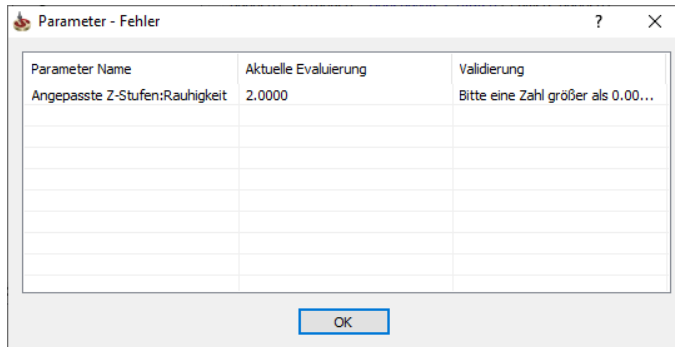 Parameter - Fehler ? ×
Parameter Name Aktuelle Evaluierung Validierung
Angepasste Z-Stufen:Rauhigkeit 2.0000 Bitte eine Zahl größer als 0.00...
OK